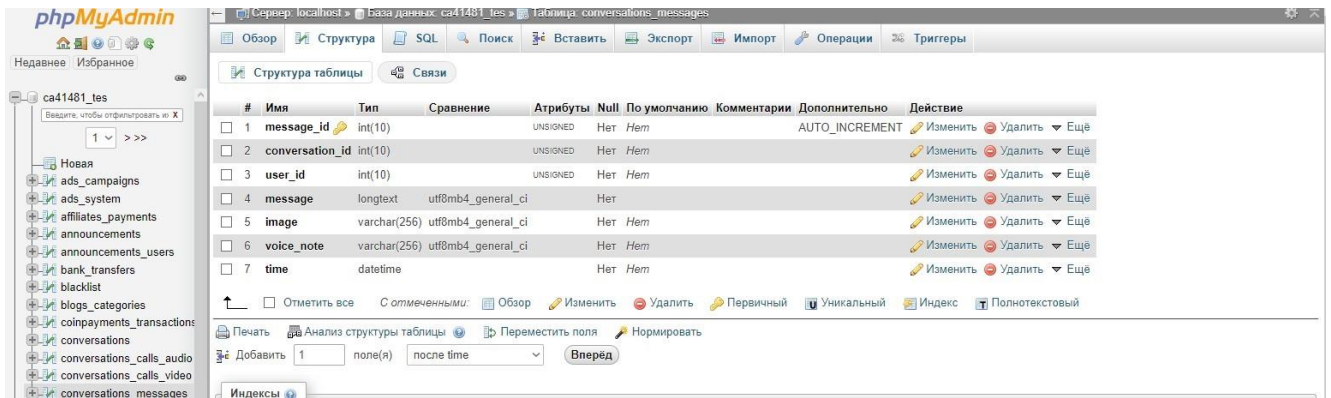 phpMyAdmin
Недавнее Избранное
ca41481_tes
Введите, чтобы отфильтровать X
1 > >>
Новая
ads_campaigns
ads_system
affiliates_payments
announcements
announcements_users
bank_transfers
blacklist
blogs_categories
coinpayments_transactions
conversations
conversations_calls_audio
conversations_calls_video
conversations_messages
Сервер: localhost » База данных: ca41481_tes » Таблица: conversations_messages
Обзор Структура SQL Поиск Вставить Экспорт Импорт Операции Триггеры
Структура таблицы Связи
# Имя Тип Сравнение Атрибуты Null По умолчанию Комментарии Дополнительно Действие
1 message_id int(10) UNSIGNED Нет Нет AUTO_INCREMENT Изменить Удалить Ещё
2 conversation_id int(10) UNSIGNED Нет Нет Изменить Удалить Ещё
3 user_id int(10) UNSIGNED Нет Нет Изменить Удалить Ещё
4 message longtext utf8mb4_general_ci Нет Изменить Удалить Ещё
5 image varchar(256) utf8mb4_general_ci Нет Нет Изменить Удалить Ещё
6 voice_note varchar(256) utf8mb4_general_ci Нет Нет Изменить Удалить Ещё
7 time datetime Нет Нет Изменить Удалить Ещё
Отметить все С отмеченными: Обзор Изменить Удалить Первичный Уникальный Индекс Полнотекстовый
Печать Анализ структуры таблицы Переместить поля Нормировать
Добавить 1 поле(я) после time Вперёд
Индексы